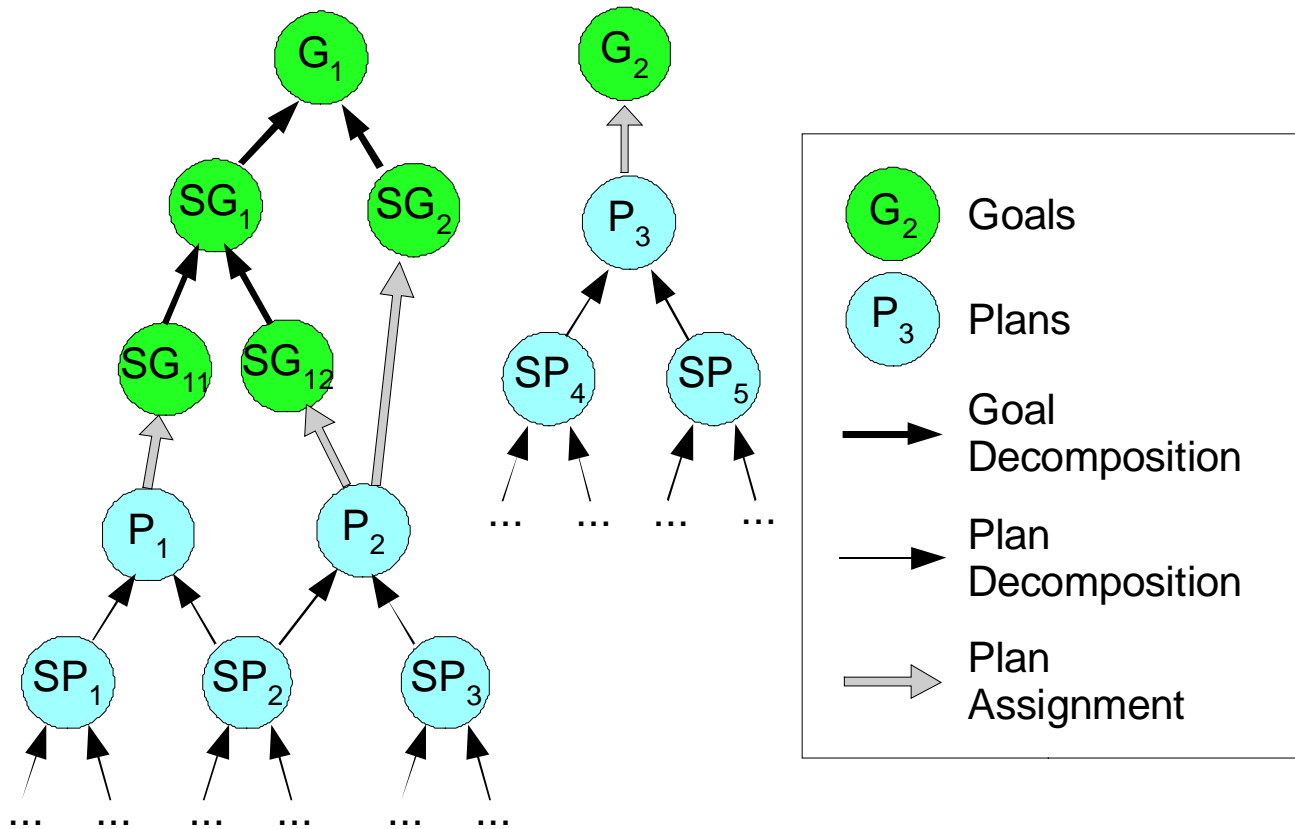 G1
G2
SG1
SG2
P3
SG11
SG12
SP4
SP5
... ... ... ...
P1
P2
SP1
SP2
SP3
... ... ... ... ... ...
G2 Goals
P3 Plans
Goal
Decomposition
Plan
Decomposition
Plan
Assignment